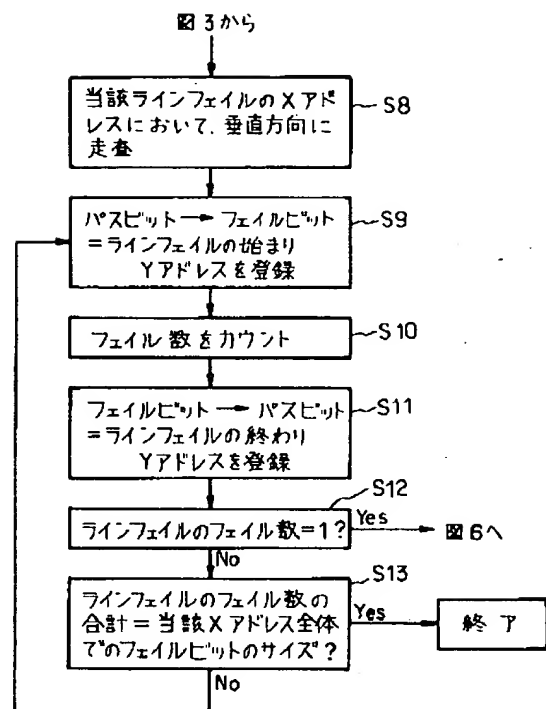 図3から
当該ラインフェイルのXアド
レスにおいて、垂直方向に
走査
S8
パスビット→フェイルビット
=ラインフェイルの始まり
Yアドレスを登録
S9
フェイル数をカウント
S10
フェイルビット→パスビット
=ラインフェイルの終わり
Yアドレスを登録
S11
S12
ラインフェイルのフェイル数=1?
Yes
図6へ
No
S13
ラインフェイルのフェイル数の
合計=当該Xアドレス全体
でのフェイルビットのサイズ?
Yes
終了
No